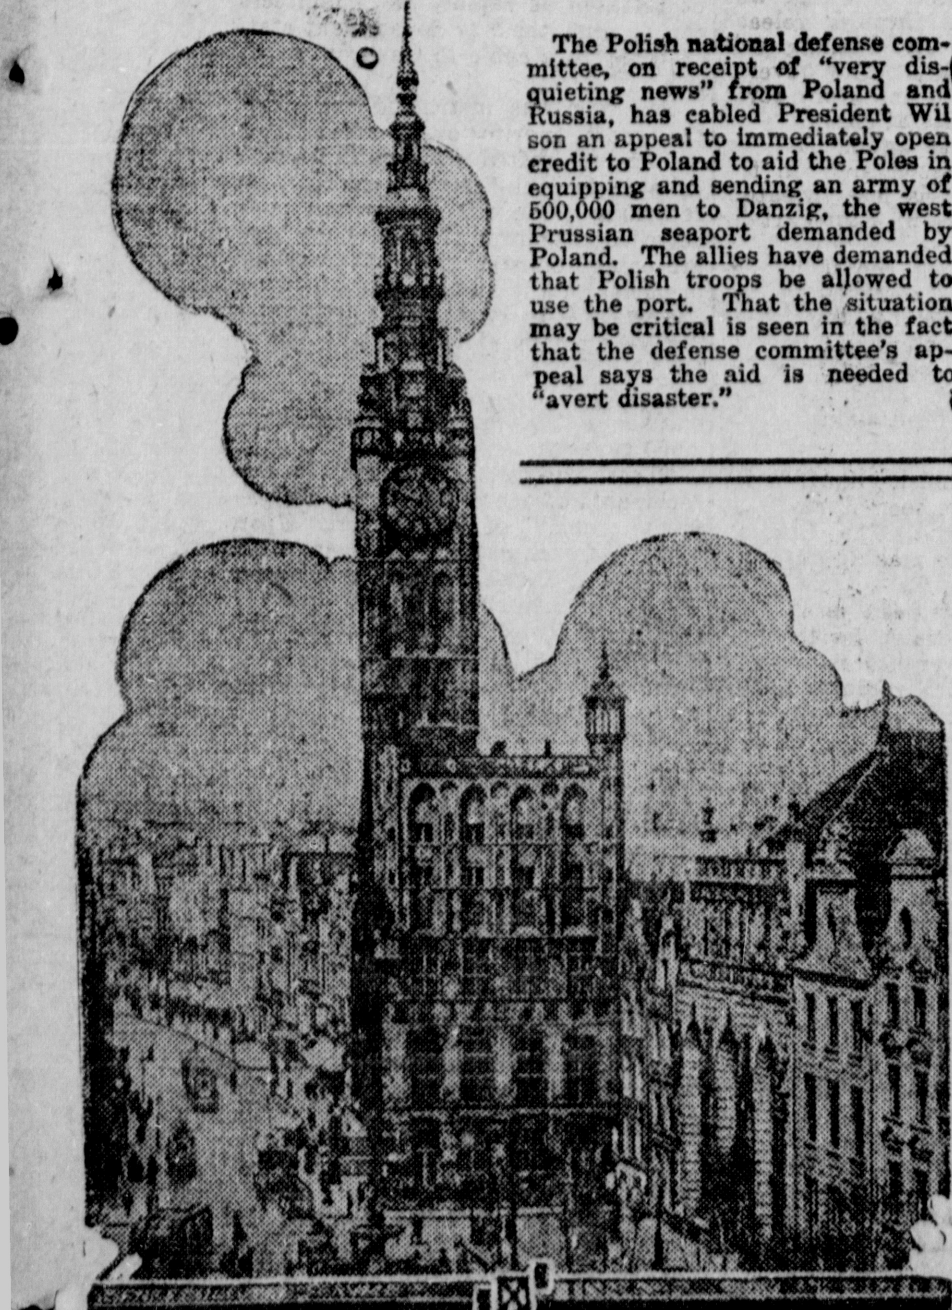 The Polish national defense com-
mittee, on receipt of "very dis-
quieting news" from Poland and
Russia, has cabled President Wil
son an appeal to immediately open
credit to Poland to aid the Poles in
equipping and sending an army of
500,000 men to Danzig, the west
Prussian seaport demanded by
Poland. The allies have demanded
that Polish troops be allowed to
use the port. That the situation
may be critical is seen in the fact
that the defense committee's ap-
peal says the aid is needed to
"avert disaster."